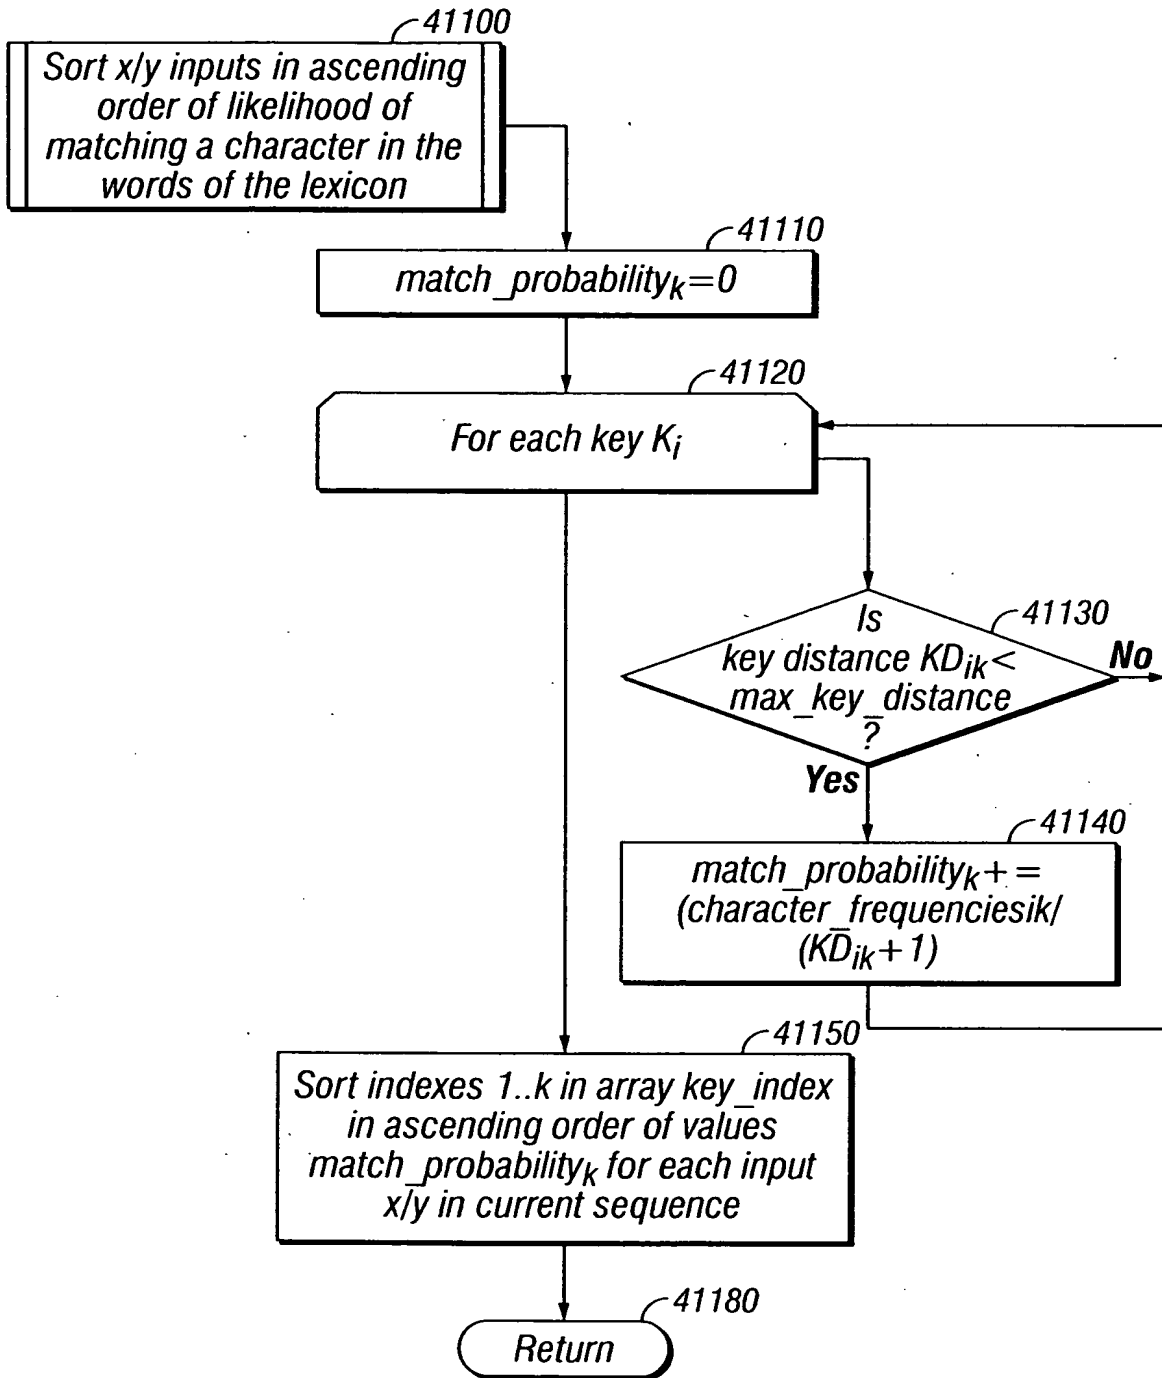 41100
Sort x/y inputs in ascending
order of likelihood of
matching a character in the
words of the lexicon
41110
match_probabilityk=0
41120
For each key Ki
41130
Is
key distance KDik<
max_key_distance
?
No
Yes
41140
match_probabilityk+=
(character_frequenciesik/
(KDik+1)
41150
Sort indexes 1..k in array key_index
in ascending order of values
match_probabilityk for each input
x/y in current sequence
41180
Return